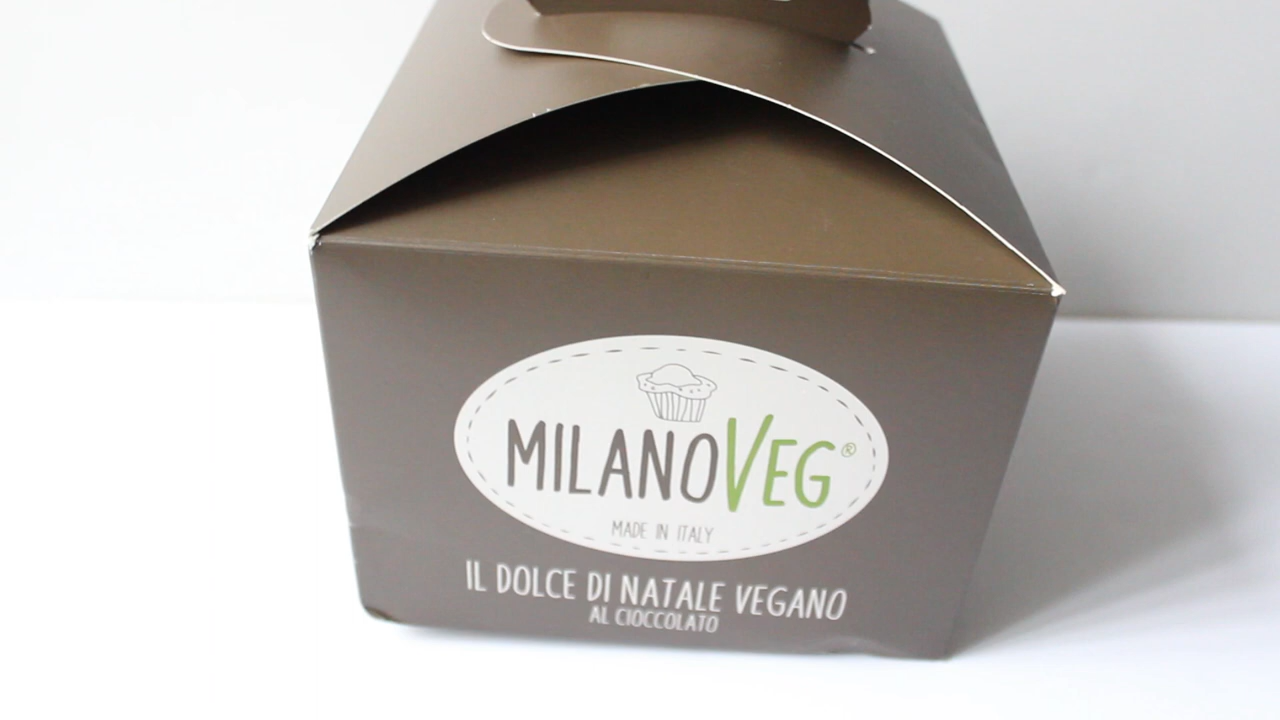 MILANOVEG®
MADE IN ITALY
IL DOLCE DI NATALE VEGANO
AL CIOCCOLATO